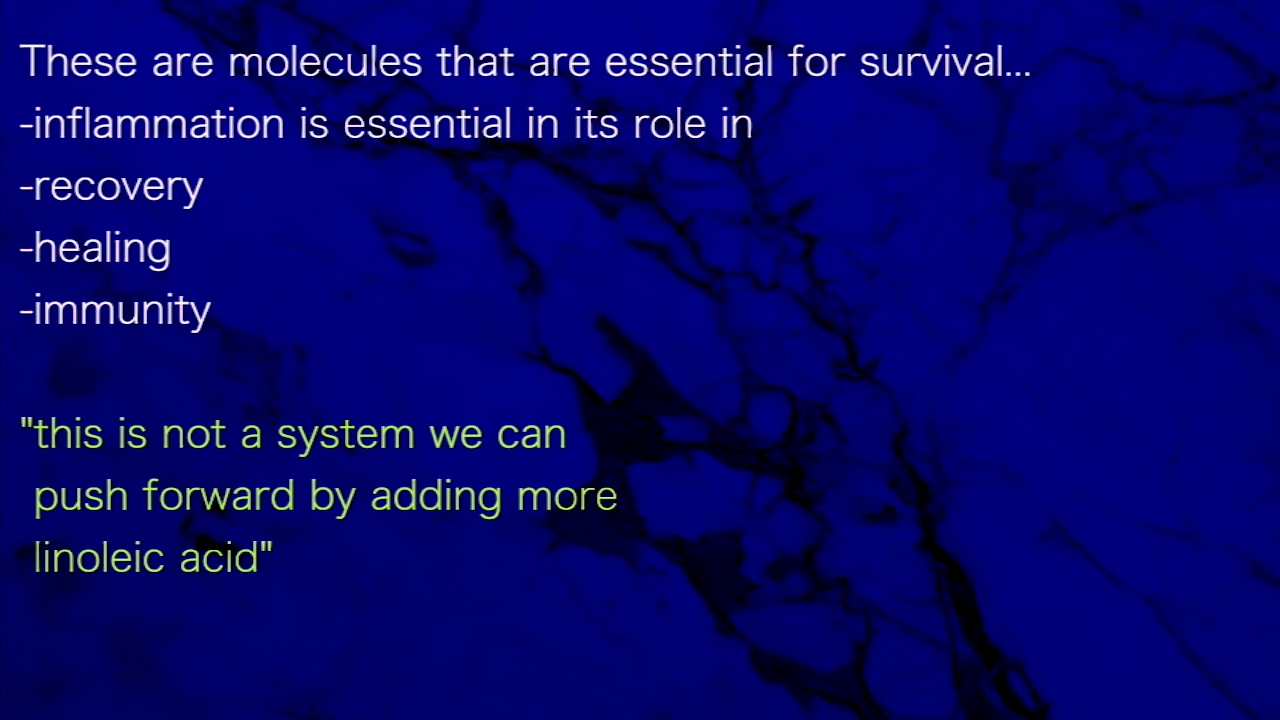 These are molecules that are essential for survival...
-inflammation is essential in its role in
-recovery
-healing
-immunity
"this is not a system we can
push forward by adding more
linoleic acid"